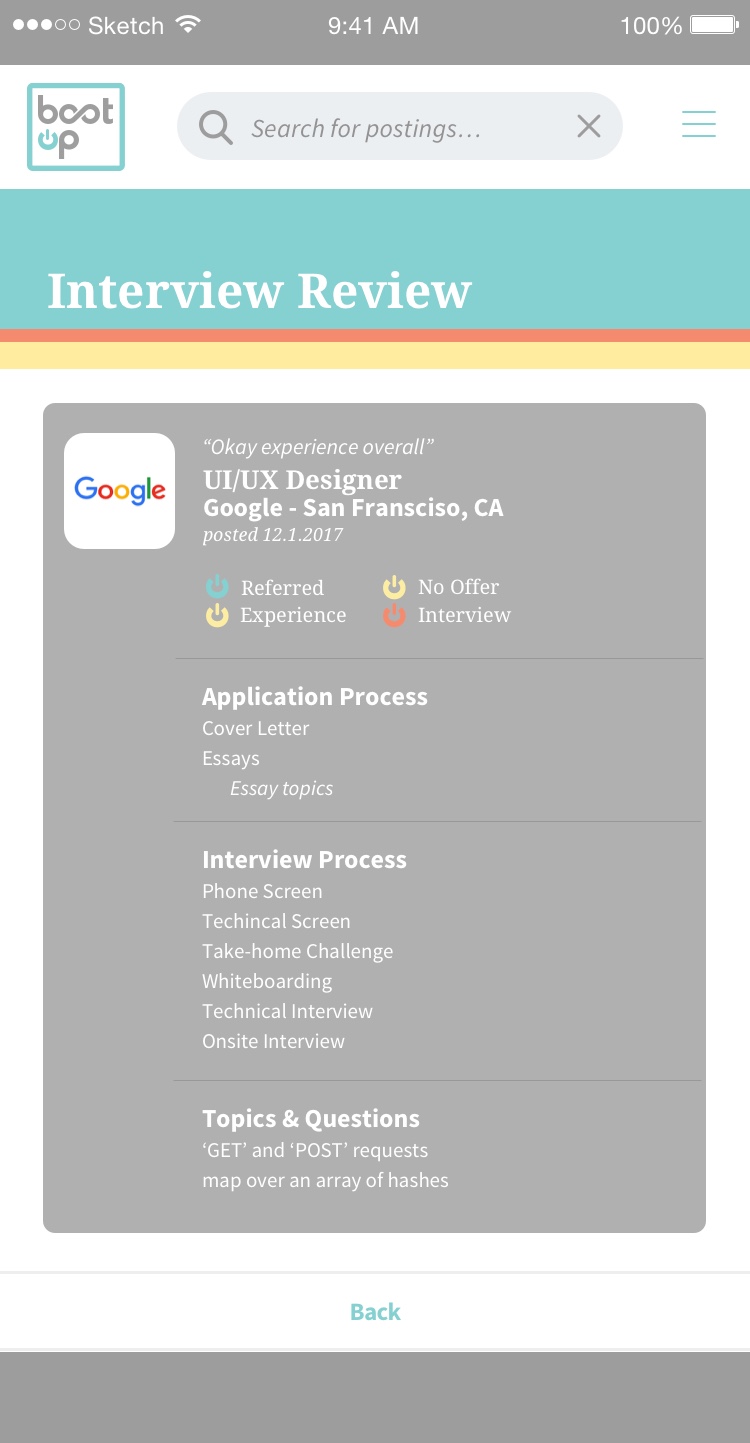 Sketch 9:41 AM 100%
boot
up
Search for postings...
Interview Review
Google
“Okay experience overall”
UI/UX Designer
Google - San Fransciso, CA
posted 12.1.2017
Referred No Offer
Experience Interview
Application Process
Cover Letter
Essays
Essay topics
Interview Process
Phone Screen
Techincal Screen
Take-home Challenge
Whiteboarding
Technical Interview
Onsite Interview
Topics & Questions
‘GET’ and ‘POST’ requests
map over an array of hashes
Back